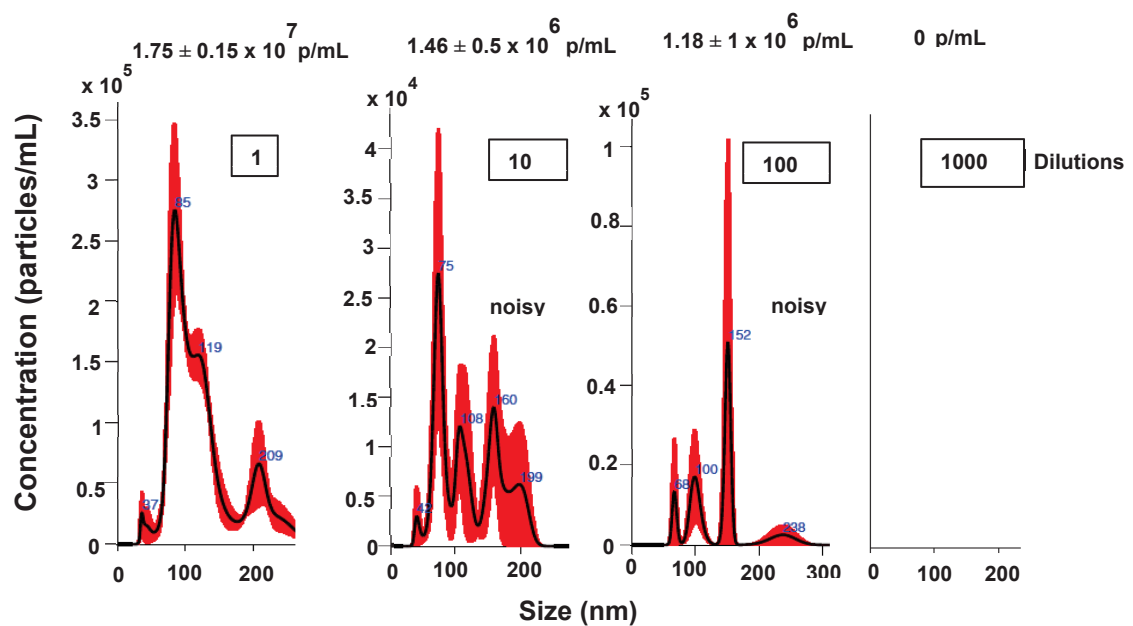 1.75 ± 0.15 x 10^7 p/mL
1.46 ± 0.5 x 10^6 p/mL
1.18 ± 1 x 10^6 p/mL
0 p/mL
Concentration (particles/mL)
x 10^5
3.5
3
2.5
2
1.5
1
0.5
0
1
85
119
209
37
0 100 200
x 10^4
4
3
2.5
2
1.5
1
0.5
0
10
75
noisy
108
160
199
42
0 100 200
x 10^5
1
0.8
0.6
0.4
0.2
0
100
noisy
152
68
100
238
0 100 200 300
1000
Dilutions
0 100 200
Size (nm)